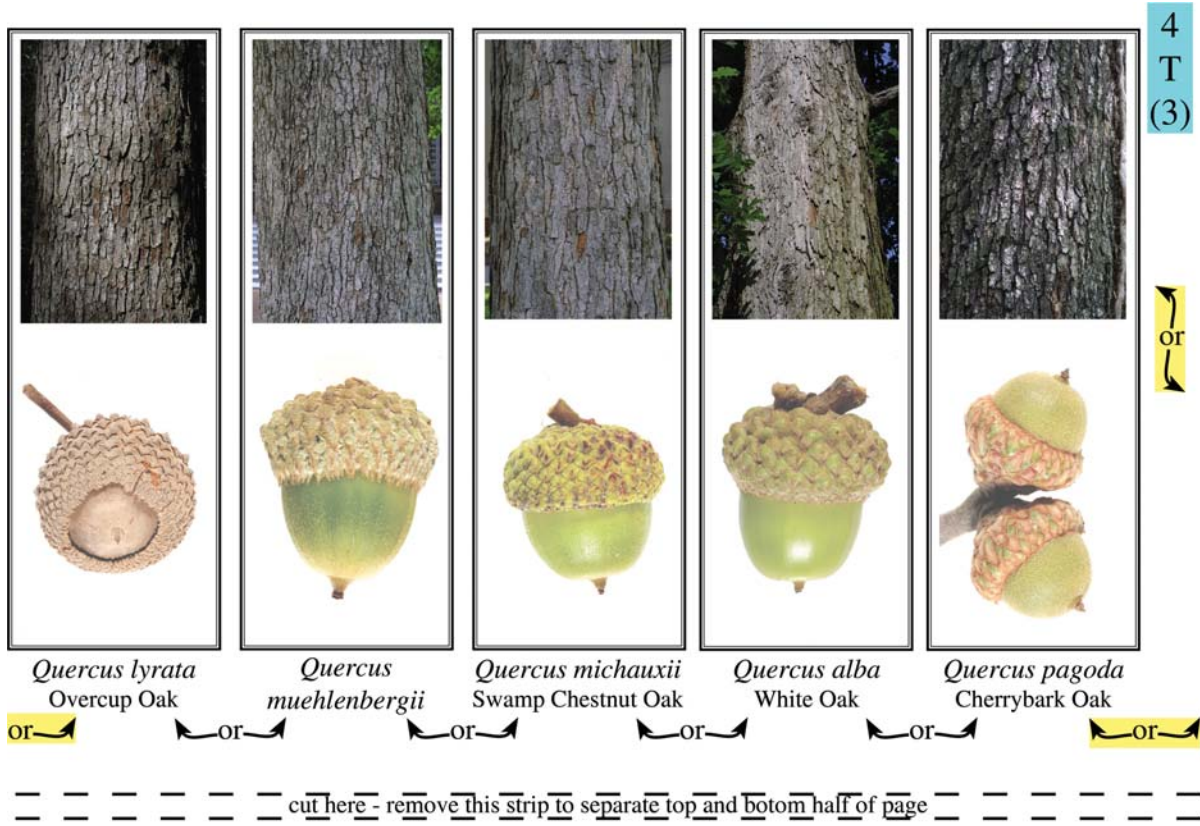 4
T
(3)
or
Quercus lyrata
Overcup Oak
Quercus
muehlenbergii
Quercus michauxii
Swamp Chestnut Oak
Quercus alba
White Oak
Quercus pagoda
Cherrybark Oak
or
or
or
or
or
or
cut here - remove this strip to separate top and botom half of page